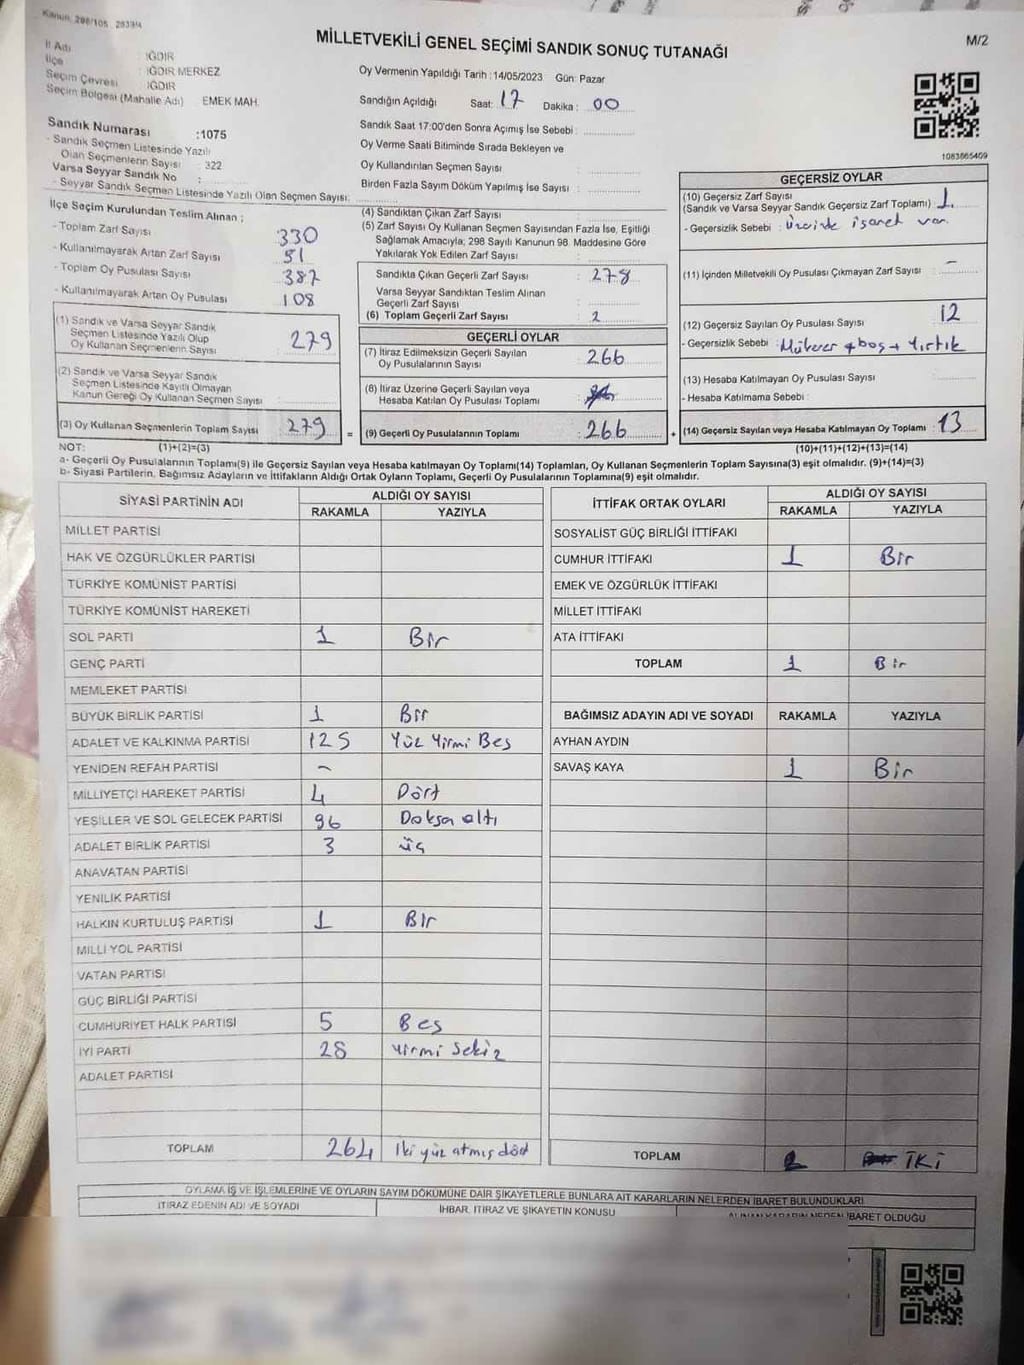 Kanun: 298/105
MİLLETVEKİLİ GENEL SEÇİMİ SANDIK SONUÇ TUTANAĞI
M/2
İl Adı : IĞDIR
İlçe : IĞDIR MERKEZ
Seçim Çevresi : IĞDIR
Seçim Bölgesi (Mahalle Adı) EMEK MAH.
Sandık Numarası :1075
- Sandık Seçmen Listesinde Yazılı
Olan Seçmenlerin Sayısı : 322
Varsa Seyyar Sandık No :
- Seyyar Sandık Seçmen Listesinde Yazılı Olan Seçmen Sayısı:
Oy Vermenin Yapıldığı Tarih :14/05/2023 Gün: Pazar
Sandığın Açıldığı Saat: 17 Dakika : 00
Sandık Saat 17:00'den Sonra Açımış İse Sebebi :
Oy Verme Saati Bitiminde Sırada Bekleyen ve
Oy Kullandırılan Seçmen Sayısı :
Birden Fazla Sayım Döküm Yapılmış İse Sayısı :
1083865409
İlçe Seçim Kurulundan Teslim Alınan :
- Toplam Zarf Sayısı 330
- Kullanılmayarak Artan Zarf Sayısı 51
- Toplam Oy Pusulası Sayısı 387
- Kullanılmayarak Artan Oy Pusulası 108
(1) Sandık ve Varsa Seyyar Sandık
Seçmen Listesinde Yazılı Olup
Oy Kullanan Seçmenlerin Sayısı 279
(2) Sandık ve Varsa Seyyar Sandık
Seçmen Listesinde Kayıtlı Olmayan
Kanun Gereği Oy Kullanan Seçmen Sayısı
(3) Oy Kullanan Seçmenlerin Toplam Sayısı 279 =
(4) Sandıktan Çıkan Zarf Sayısı :
(5) Zarf Sayısı Oy Kullanan Seçmen Sayısından Fazla İse, Eşitliği
Sağlamak Amacıyla; 298 Sayılı Kanunun 98. Maddesine Göre
Yakılarak Yok Edilen Zarf Sayısı :
Sandıkta Çıkan Geçerli Zarf Sayısı : 278
Varsa Seyyar Sandıktan Teslim Alınan
Geçerli Zarf Sayısı :
(6) Toplam Geçerli Zarf Sayısı : 2
GEÇERLİ OYLAR
(7) İtiraz Edilmeksizin Geçerli Sayılan
Oy Pusulalarının Sayısı : 266
(8) İtiraz Üzerine Geçerli Sayılan veya
Hesaba Katılan Oy Pusulası Toplamı :
(9) Geçerli Oy Pusulalarının Toplamı : 266 +
GEÇERSİZ OYLAR
(10) Geçersiz Zarf Sayısı
(Sandık ve Varsa Seyyar Sandık Geçersiz Zarf Toplamı) : 1
- Geçersizlik Sebebi : Üzerinde işaret var.
(11) İçinden Milletvekili Oy Pusulası Çıkmayan Zarf Sayısı : -
(12) Geçersiz Sayılan Oy Pusulası Sayısı 12
- Geçersizlik Sebebi : Mükerrer + boş + Yırtık
(13) Hesaba Katılmayan Oy Pusulası Sayısı :
- Hesaba Katılmama Sebebi :
(14) Geçersiz Sayılan veya Hesaba Katılmayan Oy Toplamı : 13
NOT: (1)+(2)=(3) (10)+(11)+(12)+(13)=(14)
a- Geçerli Oy Pusulalarının Toplamı(9) ile Geçersiz Sayılan veya Hesaba katılmayan Oy Toplamı(14) Toplamları, Oy Kullanan Seçmenlerin Toplam Sayısına(3) eşit olmalıdır. (9)+(14)=(3)
b- Siyasi Partilerin, Bağımsız Adayların ve İttifakların Aldığı Ortak Oyların Toplamı, Geçerli Oy Pusulalarının Toplamına(9) eşit olmalıdır.
SİYASİ PARTİNİN ADI ALDIĞI OY SAYISI
RAKAMLA YAZIYLA
MİLLET PARTİSİ
HAK VE ÖZGÜRLÜKLER PARTİSİ
TÜRKİYE KOMÜNİST PARTİSİ
TÜRKİYE KOMÜNİST HAREKETİ
SOL PARTİ 1 Bir
GENÇ PARTİ
MEMLEKET PARTİSİ
BÜYÜK BİRLİK PARTİSİ 1 Bir
ADALET VE KALKINMA PARTİSİ 125 Yüz Yirmi Beş
YENİDEN REFAH PARTİSİ -
MİLLİYETÇİ HAREKET PARTİSİ 4 Dört
YEŞİLLER VE SOL GELECEK PARTİSİ 96 Doksan altı
ADALET BİRLİK PARTİSİ 3 üç
ANAVATAN PARTİSİ
YENİLİK PARTİSİ
HALKIN KURTULUŞ PARTİSİ 1 Bir
MİLLİ YOL PARTİSİ
VATAN PARTİSİ
GÜÇ BİRLİĞİ PARTİSİ
CUMHURİYET HALK PARTİSİ 5 Beş
İYİ PARTİ 28 Yirmi Sekiz
ADALET PARTİSİ
TOPLAM 264 İki yüz atmış dört
İTTİFAK ORTAK OYLARI ALDIĞI OY SAYISI
RAKAMLA YAZIYLA
SOSYALİST GÜÇ BİRLİĞİ İTTİFAKI
CUMHUR İTTİFAKI 1 Bir
EMEK VE ÖZGÜRLÜK İTTİFAKI
MİLLET İTTİFAKI
ATA İTTİFAKI
TOPLAM 1 Bir
BAĞIMSIZ ADAYIN ADI VE SOYADI RAKAMLA YAZIYLA
AYHAN AYDIN
SAVAŞ KAYA 1 Bir
TOPLAM 2 İKİ
OYLAMA İŞ VE İŞLEMLERİNE VE OYLARIN SAYIM DÖKÜMÜNE DAİR ŞİKAYETLERLE BUNLARA AİT KARARLARIN NELERDEN İBARET BULUNDUKLARI
İTİRAZ EDENİN ADI VE SOYADI İHBAR, İTİRAZ VE ŞİKAYETİN KONUSU ALINAN KARARIN NEDEN İBARET OLDUĞU